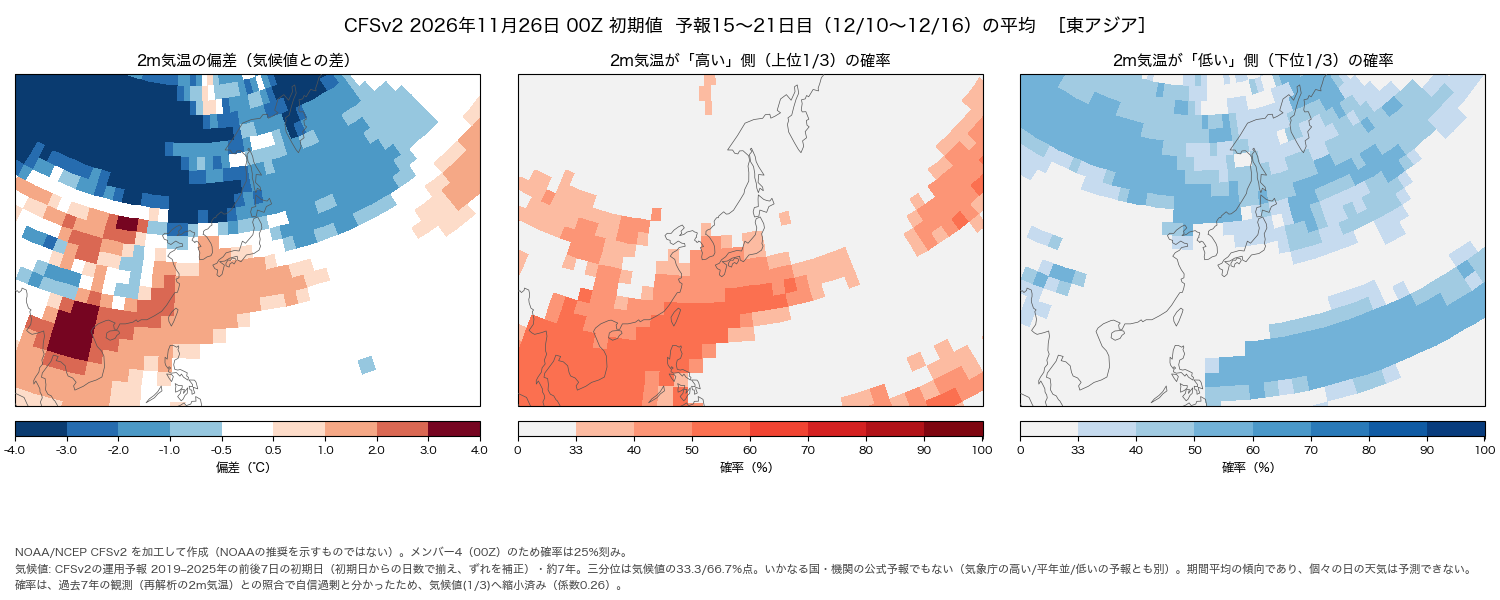 CFSv2 2026年11月26日 00Z 初期値 予報15〜21日目（12/10〜12/16）の平均 ［東アジア］
2m気温の偏差（気候値との差）
2m気温が「高い」側（上位1/3）の確率
2m気温が「低い」側（下位1/3）の確率
-4.0 -3.0 -2.0 -1.0 -0.5 0.5 1.0 2.0 3.0 4.0
偏差（℃）
0 33 40 50 60 70 80 90 100
確率（%）
0 33 40 50 60 70 80 90 100
確率（%）
NOAA/NCEP CFSv2 を加工して作成（NOAAの推奨を示すものではない）。メンバー4（00Z）のため確率は25%刻み。
気候値: CFSv2の運用予報 2019–2025年の前後7日の初期日（初期日からの日数で揃え、ずれを補正）・約7年。三分位は気候値の33.3/66.7%点。いかなる国・機関の公式予報でもない（気象庁の高い/平年並/低いの予報とも別）。期間平均の傾向であり、個々の日の天気は予測できない。
確率は、過去7年の観測（再解析の2m気温）との照合で自信過剰と分かったため、気候値(1/3)へ縮小済み（係数0.26）。